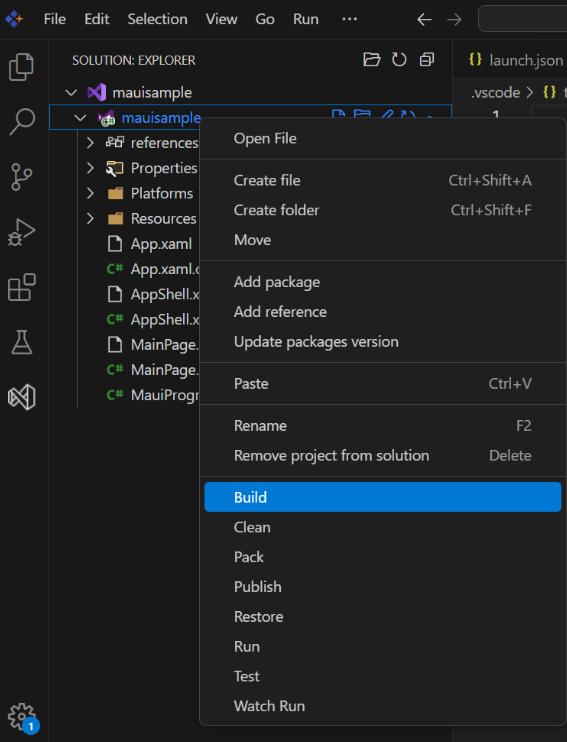 File Edit Selection View Go Run ...
SOLUTION: EXPLORER
launch.json
mauisample
.vscode > {}
mauisample
1
references
Properties
Platforms
Resources
App.xaml
App.xaml.c
AppShell.x
AppShell.x
MainPage.
MainPage.
MauiProgr
Open File
Create file Ctrl+Shift+A
Create folder Ctrl+Shift+F
Move
Add package
Add reference
Update packages version
Paste Ctrl+V
Rename F2
Remove project from solution Delete
Build
Clean
Pack
Publish
Restore
Run
Test
Watch Run
1